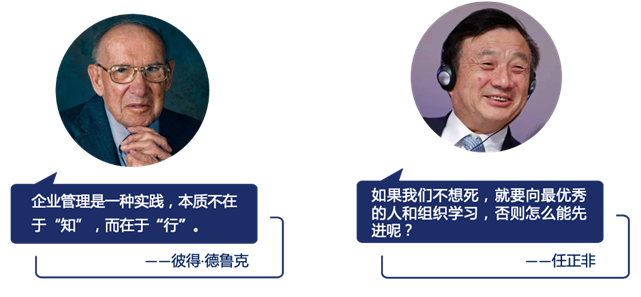 企业管理是一种实践，本质不在
于“知”，而在于“行”。
——彼得·德鲁克
如果我们不想死，就要向最优秀
的人和组织学习，否则怎么能先
进呢？
——任正非